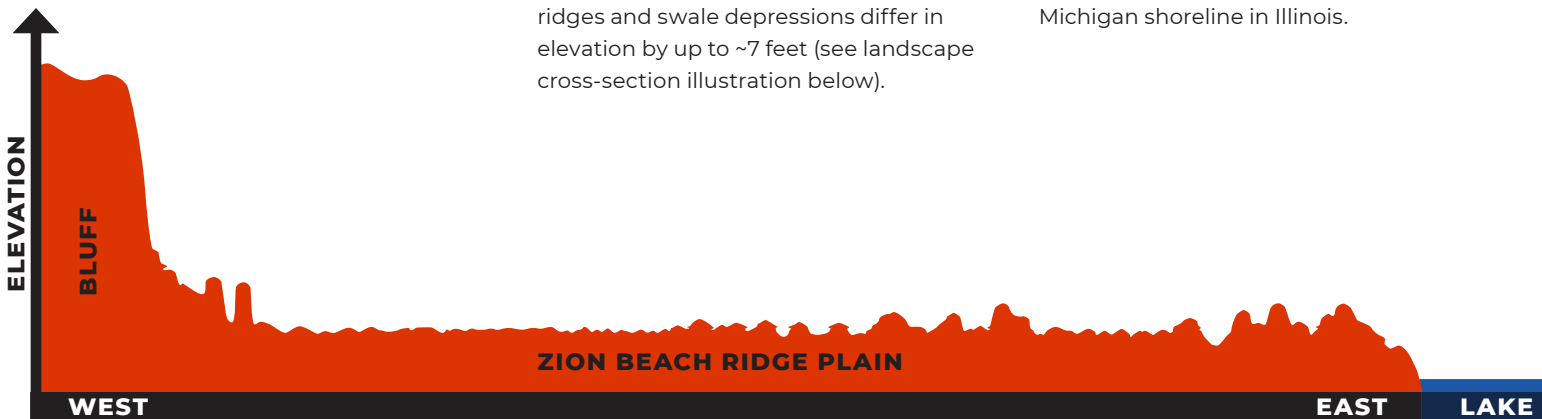 ridges and swale depressions differ in
elevation by up to ~7 feet (see landscape
cross-section illustration below).
Michigan shoreline in Illinois.
ELEVATION
BLUFF
ZION BEACH RIDGE PLAIN
WEST
EAST
LAKE